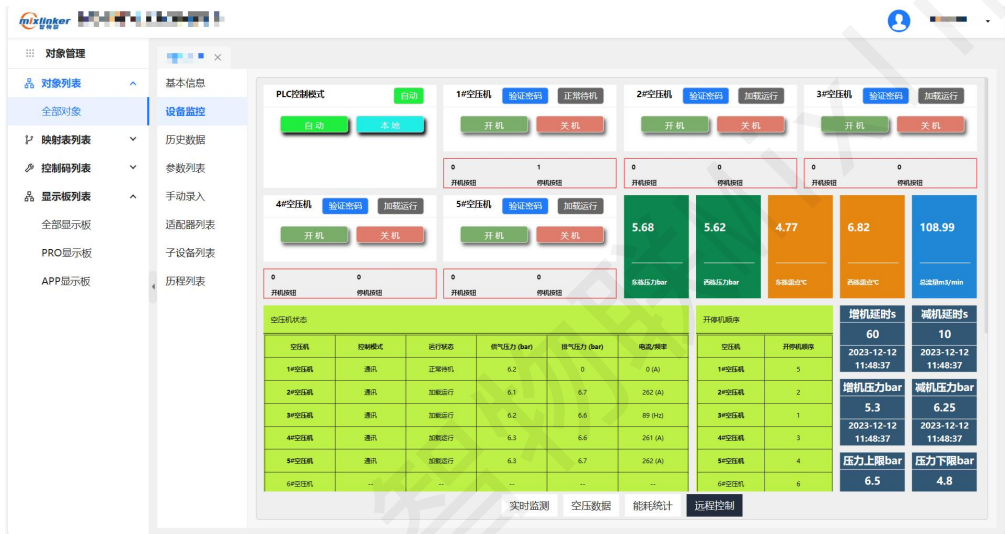 mixlinker
智物联
对象管理
对象列表
全部对象
映射表列表
控制码列表
显示板列表
全部显示板
PRO显示板
APP显示板
基本信息
设备监控
历史数据
参数列表
手动录入
适配器列表
子设备列表
历程列表
PLC控制模式 自动
自动 本地
1#空压机 验证密码 正常待机
开机 关机
0 1
开机按钮 停机按钮
2#空压机 验证密码 加载运行
开机 关机
0 0
开机按钮 停机按钮
3#空压机 验证密码 加载运行
开机 关机
0 0
开机按钮 停机按钮
4#空压机 验证密码 加载运行
开机 关机
0 0
开机按钮 停机按钮
5#空压机 验证密码 加载运行
开机 关机
0 0
开机按钮 停机按钮
5.68 5.62 4.77 6.82 108.99
东栋压力bar 西栋压力bar 东栋露点℃ 西栋露点℃ 总流量m3/min
空压机状态
空压机 控制模式 运行状态 供气压力 (bar) 排气压力 (bar) 电流/频率
1#空压机 通讯 正常待机 6.2 0 0 (A)
2#空压机 通讯 加载运行 6.1 6.7 262 (A)
3#空压机 通讯 加载运行 6.2 6.6 89 (Hz)
4#空压机 通讯 加载运行 6.3 6.6 261 (A)
5#空压机 通讯 加载运行 6.3 6.7 262 (A)
6#空压机 -- -- -- -- --
开停机顺序
空压机 开停机顺序
1#空压机 5
2#空压机 2
3#空压机 1
4#空压机 3
5#空压机 4
6#空压机 6
增机延时s 减机延时s
60 10
2023-12-12 2023-12-12
11:48:37 11:48:37
增机压力bar 减机压力bar
5.3 6.25
2023-12-12 2023-12-12
11:48:37 11:48:37
压力上限bar 压力下限bar
6.5 4.8
实时监测 空压数据 能耗统计 远程控制
智物联MIXLIN